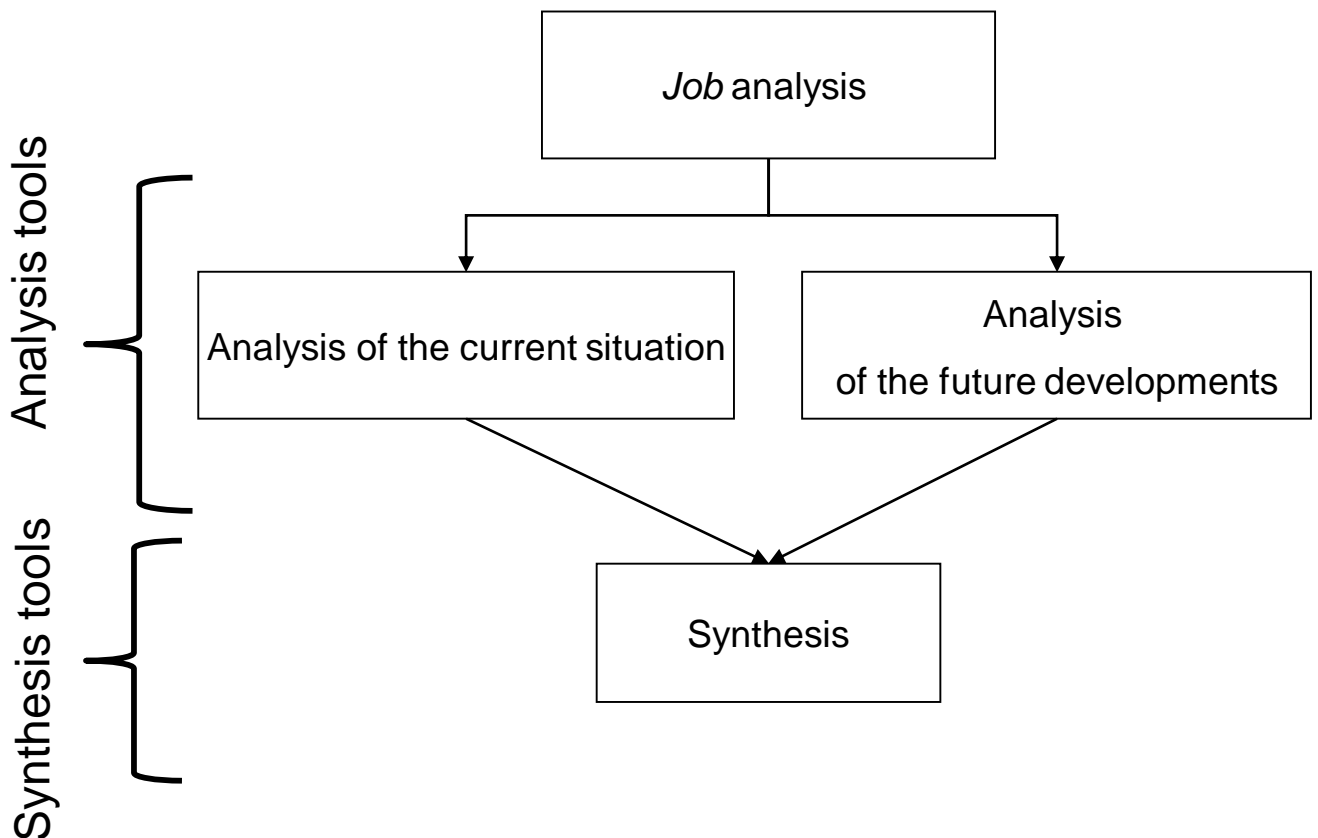 Job analysis
Analysis tools
Analysis of the current situation
Analysis
of the future developments
Synthesis tools
Synthesis